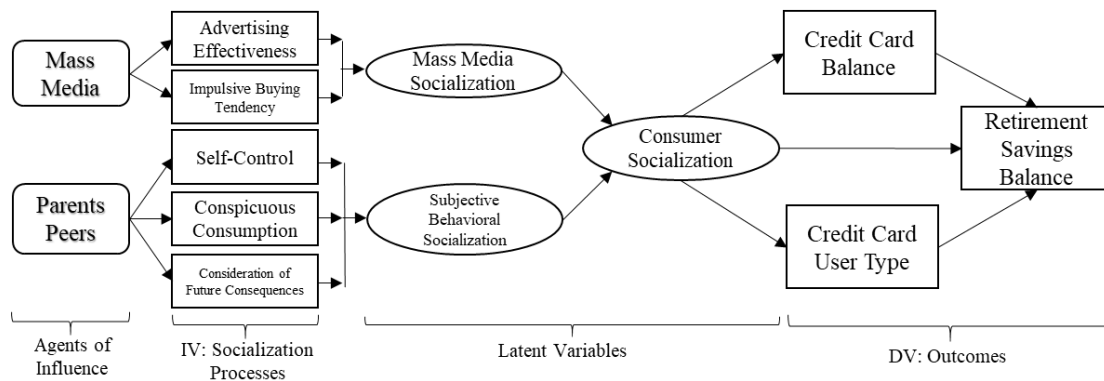 Mass
Media
Parents
Peers
Advertising
Effectiveness
Impulsive Buying
Tendency
Self-Control
Conspicuous
Consumption
Consideration of
Future Consequences
Mass Media
Socialization
Subjective
Behavioral
Socialization
Consumer
Socialization
Credit Card
Balance
Credit Card
User Type
Retirement
Savings
Balance
Agents of
Influence
IV: Socialization
Processes
Latent Variables
DV: Outcomes